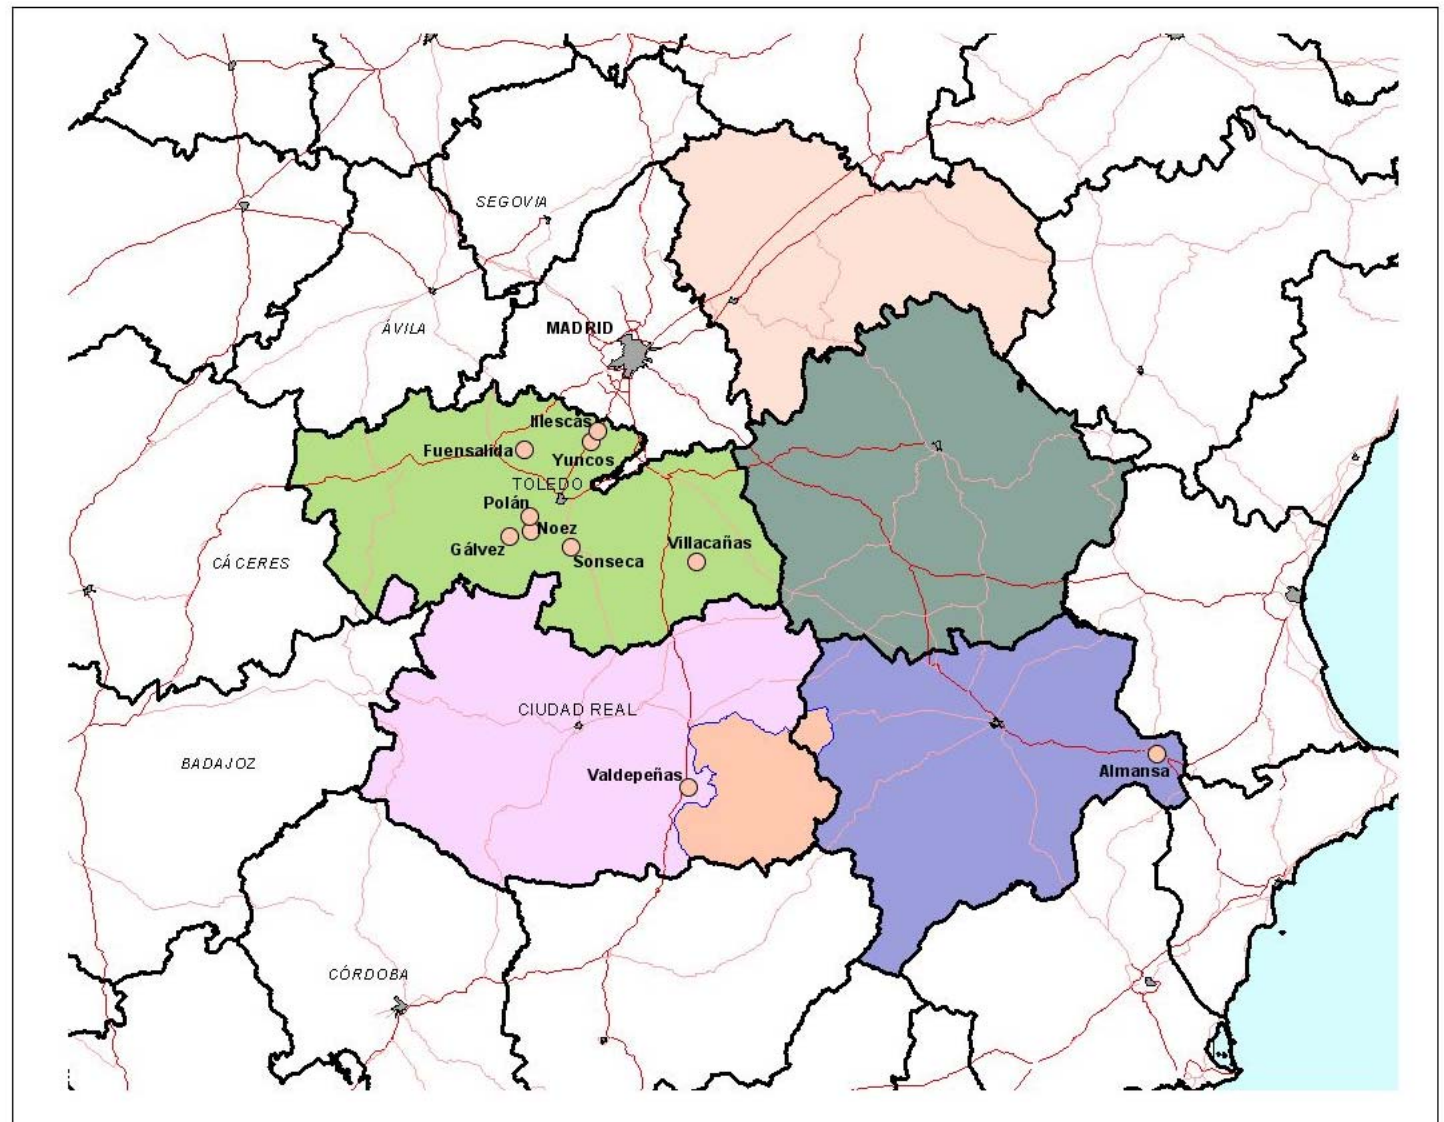 SEGOVIA
MADRID
ÁVILA
Illescas
Fuensalida
Yuncos
TOLEDO
Polán
Noez
Gálvez
Villacañas
Sonseca
CÁCERES
CIUDAD REAL
BADAJOZ
Valdepeñas
Almansa
CÓRDOBA